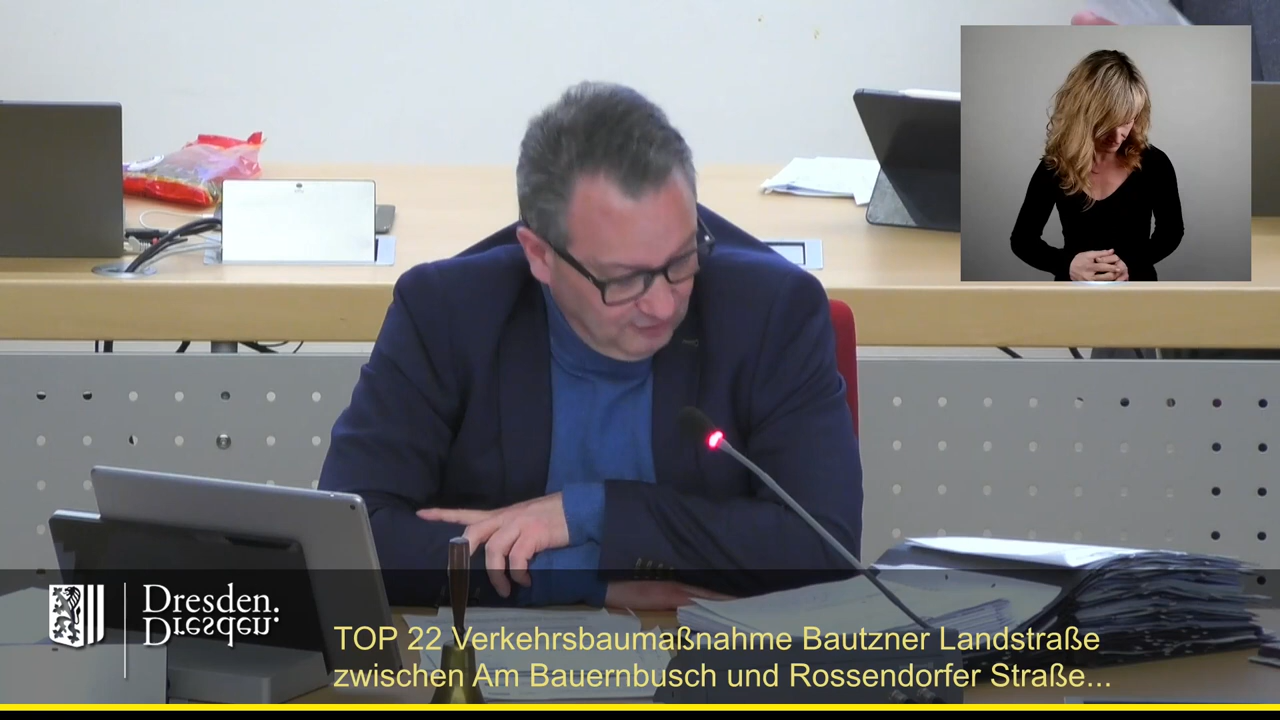 Dresden.
Dresden.
TOP 22 Verkehrsbaumaßnahme Bautzner Landstraße
zwischen Am Bauernbusch und Rossendorfer Straße...